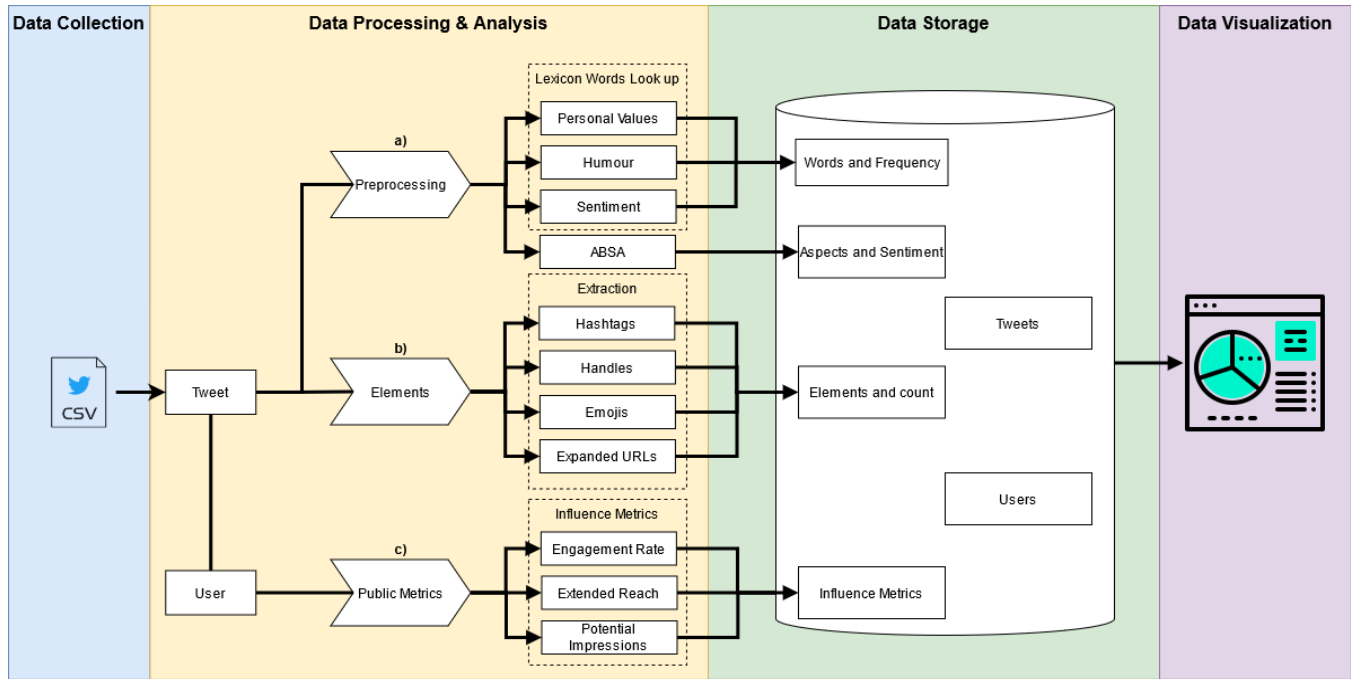 Data Collection
Data Processing & Analysis
Data Storage
Data Visualization
Lexicon Words Look up
Personal Values
a)
Preprocessing
Humour
Words and Frequency
Sentiment
ABSA
Aspects and Sentiment
Extraction
Hashtags
Tweets
b)
Handles
CSV
Tweet
Elements
Elements and count
Emojis
Expanded URLs
Users
Influence Metrics
c)
Engagement Rate
User
Public Metrics
Extended Reach
Influence Metrics
Potential
Impressions